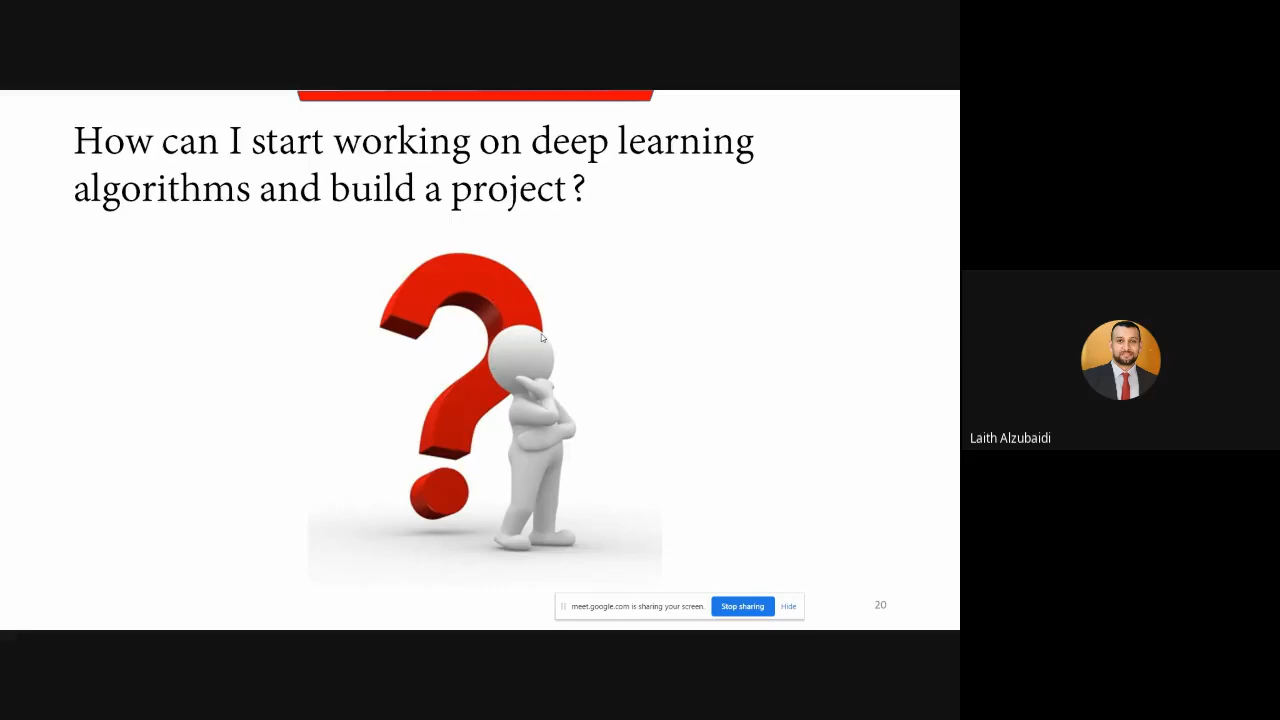 How can I start working on deep learning
algorithms and build a project?
Laith Alzubaidi
meet.google.com is sharing your screen.
Stop sharing
Hide
20